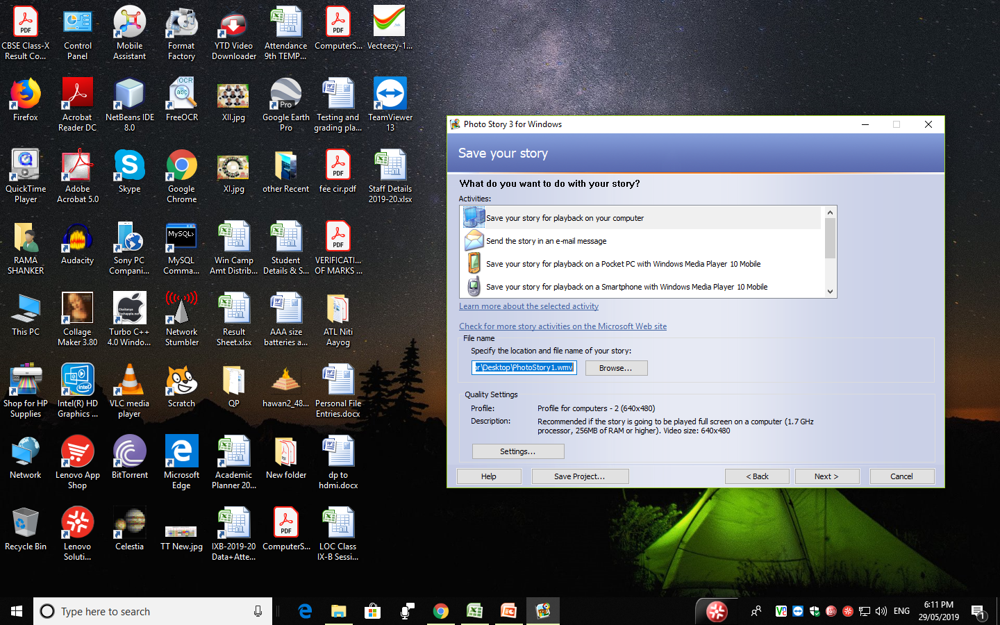 CBSE Class-X
Result Co...
Control
Panel
Mobile
Assistant
Format
Factory
YTD Video
Downloader
Attendance
9th TEMP...
ComputerS...
Vecteezy-1...
Firefox
Acrobat
Reader DC
NetBeans IDE
8.0
FreeOCR
XII.jpg
Google Earth
Pro
Testing and
grading pla...
TeamViewer
13
QuickTime
Player
Adobe
Acrobat 5.0
Skype
Google
Chrome
XI.jpg
other Recent
fee cir.pdf
Staff Details
2019-20.xlsx
RAMA
SHANKER
Audacity
Sony PC
Compani...
MySQL
Comma...
Win Camp
Amt Distrib...
Student
Details & S...
VERIFICATI...
OF MARKS ...
This PC
Collage
Maker 3.80
Turbo C++
4.0 Windo...
Network
Stumbler
Result
Sheet.xlsx
AAA size
batteries a...
ATL Niti
Aayog
Shop for HP
Supplies
Intel(R) HD
Graphics ...
VLC media
player
Scratch
QP
hawan2_48...
Personal File
Entries.docx
Network
Lenovo App
Shop
BitTorrent
Microsoft
Edge
Academic
Planner 20...
New folder
dp to
hdmi.docx
Recycle Bin
Lenovo
Soluti...
Celestia
TT New.jpg
IXB-2019-20
Data+Atte...
ComputerS...
LOC Class
IX-B Sessi...
Photo Story 3 for Windows
Save your story
What do you want to do with your story?
Activities:
Save your story for playback on your computer
Send the story in an e-mail message
Save your story for playback on a Pocket PC with Windows Media Player 10 Mobile
Save your story for playback on a Smartphone with Windows Media Player 10 Mobile
Learn more about the selected activity
Check for more story activities on the Microsoft Web site
File name
Specify the location and file name of your story:
or\Desktop\PhotoStory1.wmv
Browse...
Quality Settings
Profile: Profile for computers - 2 (640x480)
Description: Recommended if the story is going to be played full screen on a computer (1.7 GHz
processor, 256MB of RAM or higher). Video size: 640x480
Settings...
Help Save Project... < Back Next > Cancel
Type here to search
ENG
6:11 PM
29/05/2019
1